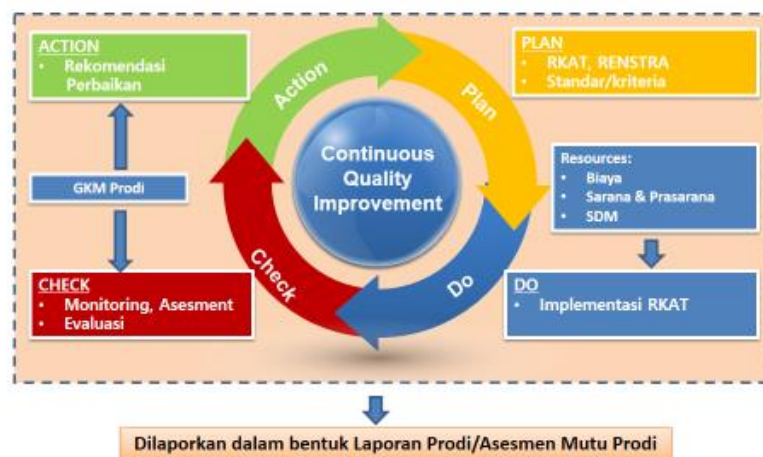 ACTION
• Rekomendasi
Perbaikan
PLAN
• RKAT, RENSTRA
• Standar/kriteria
Action
Plan
Continuous
Quality
Improvement
Resources:
• Biaya
• Sarana & Prasarana
• SDM
GKM Prodi
Check
Do
CHECK
• Monitoring, Asesment
• Evaluasi
DO
• Implementasi RKAT
Dilaporkan dalam bentuk Laporan Prodi/Asesmen Mutu Prodi